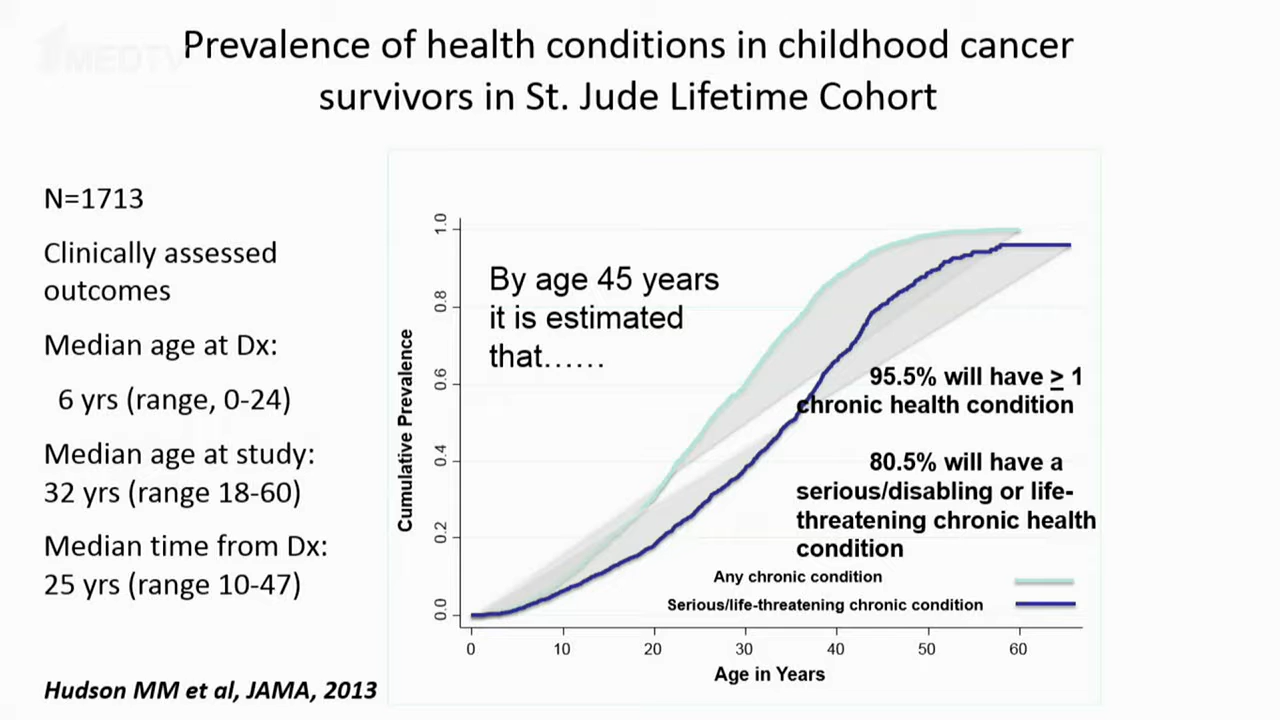 MEDTV
Prevalence of health conditions in childhood cancer
survivors in St. Jude Lifetime Cohort
N=1713
Clinically assessed
outcomes
Median age at Dx:
6 yrs (range, 0-24)
Median age at study:
32 yrs (range 18-60)
Median time from Dx:
25 yrs (range 10-47)
Hudson MM et al, JAMA, 2013
Cumulative Prevalence
1.0
0.8
0.6
0.4
0.2
0.0
By age 45 years
it is estimated
that......
95.5% will have ≥ 1
chronic health condition
80.5% will have a
serious/disabling or life-
threatening chronic health
condition
Any chronic condition
Serious/life-threatening chronic condition
0 10 20 30 40 50 60
Age in Years